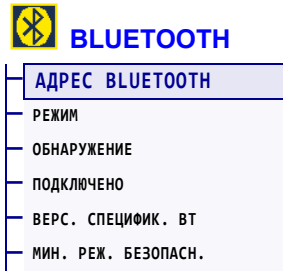 BLUETOOTH
АДРЕС BLUETOOTH
РЕЖИМ
ОБНАРУЖЕНИЕ
ПОДКЛЮЧЕНО
ВЕРС. СПЕЦИФИК. BT
МИН. РЕЖ. БЕЗОПАСН.